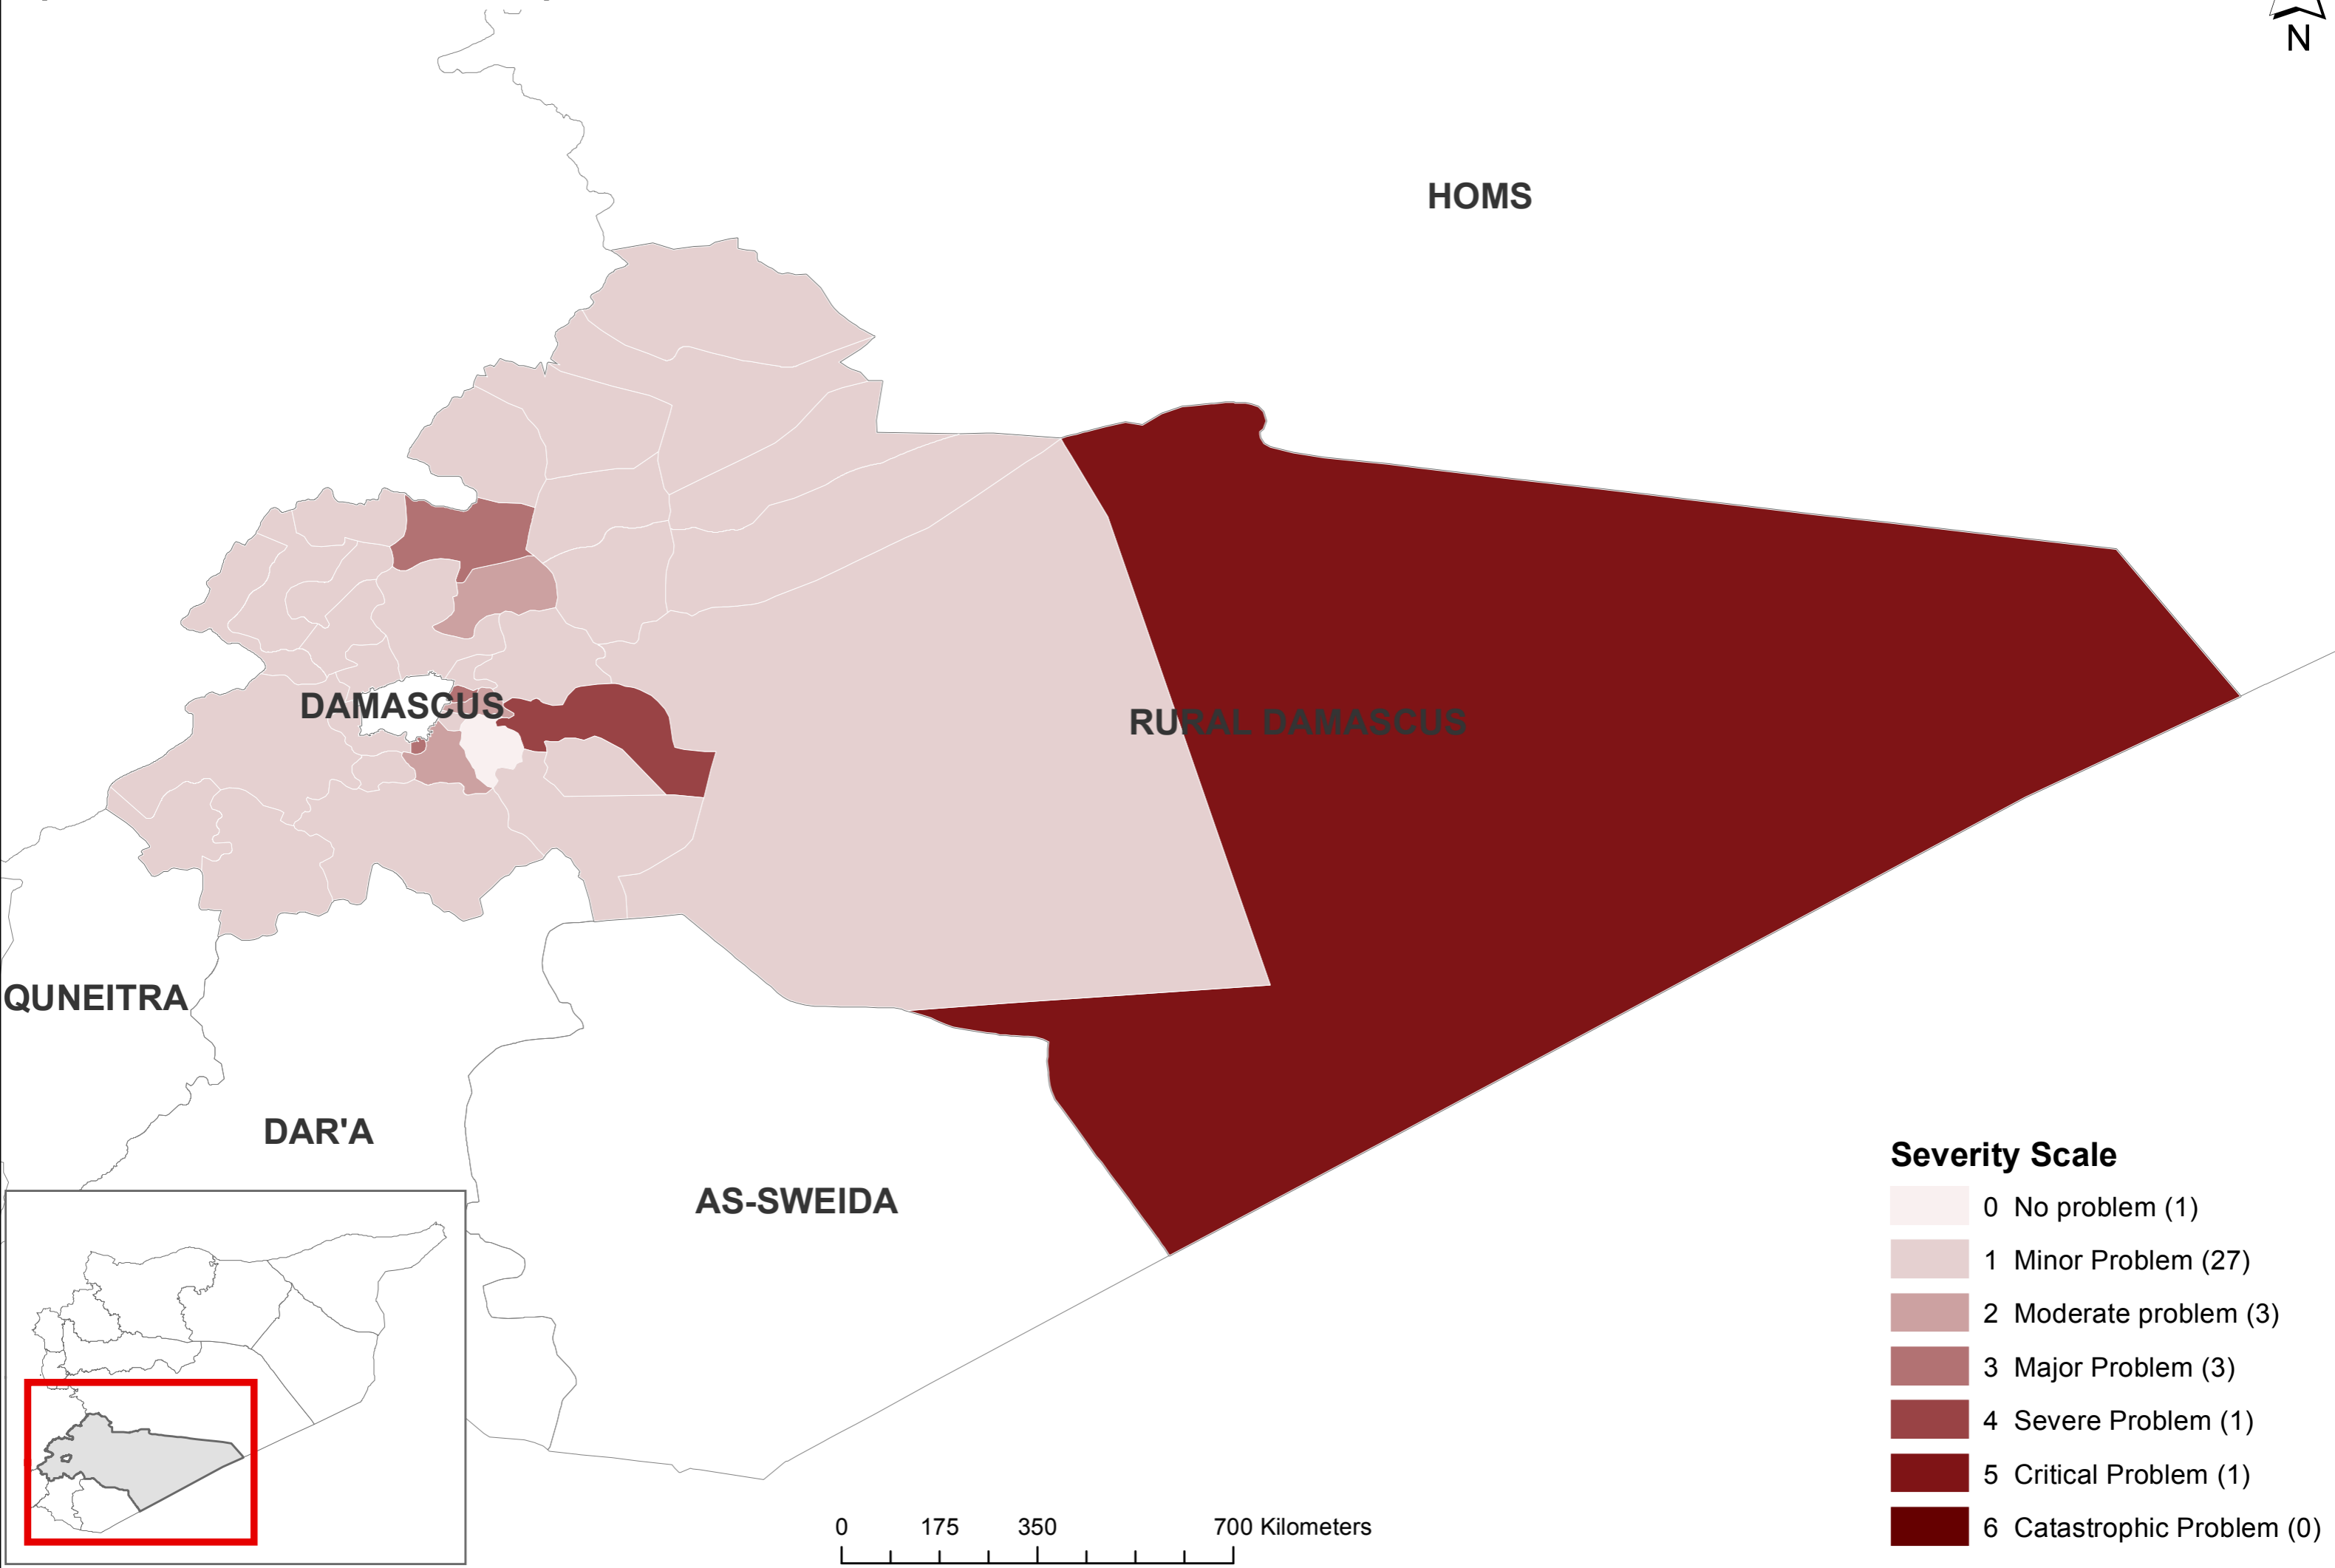 N
HOMS
DAMASCUS
RURAL DAMASCUS
QUNEITRA
DAR'A
AS-SWEIDA
Severity Scale
0 No problem (1)
1 Minor Problem (27)
2 Moderate problem (3)
3 Major Problem (3)
4 Severe Problem (1)
5 Critical Problem (1)
6 Catastrophic Problem (0)
0 175 350 700 Kilometers